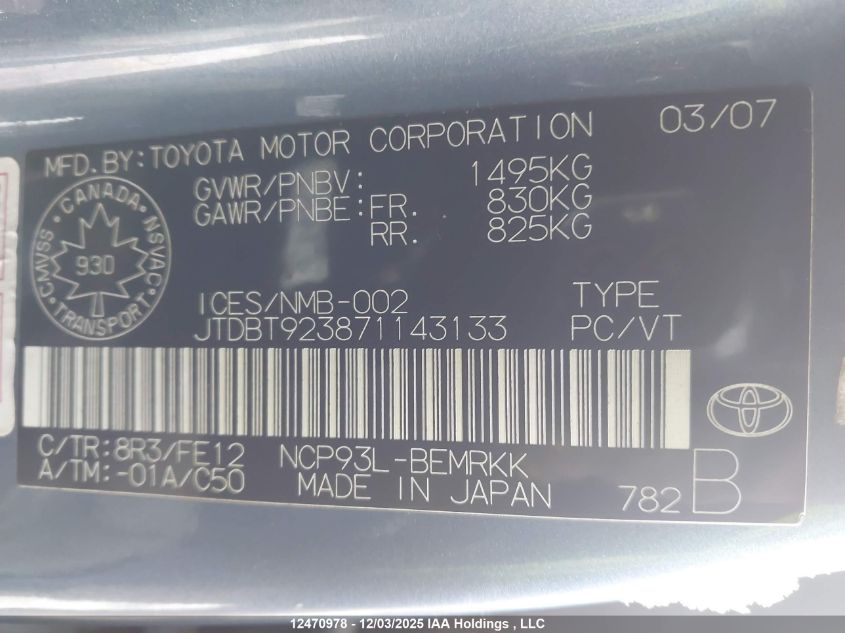 MFD.BY:TOYOTA MOTOR CORPORATION 03/07
GVWR/PNBV: 1495KG
GAWR/PNBE:FR. 830KG
RR. 825KG
CANADA NSVAC TRANSPORT CMVSS
930
ICES/NMB-002 TYPE
JTDBT923871143133 PC/VT
C/TR:8R3/FE12 NCP93L-BEMRKK
A/TM:-01A/C50 MADE IN JAPAN 782 B
12470978 - 12/03/2025 IAA Holdings , LLC